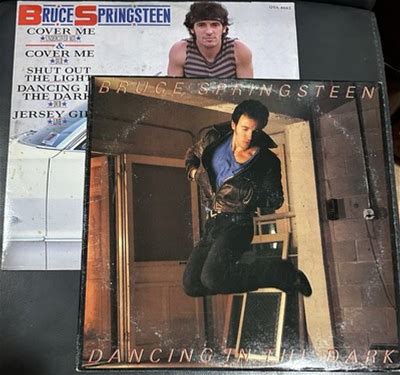 BRUCE SPRINGSTEEN
COVER ME
&
COVER ME
SHUT OUT
THE LIGHT
DANCING I
THE DARK
JERSEY GI
BRUCE SPRINGSTEEN
DANCING IN THE DARK